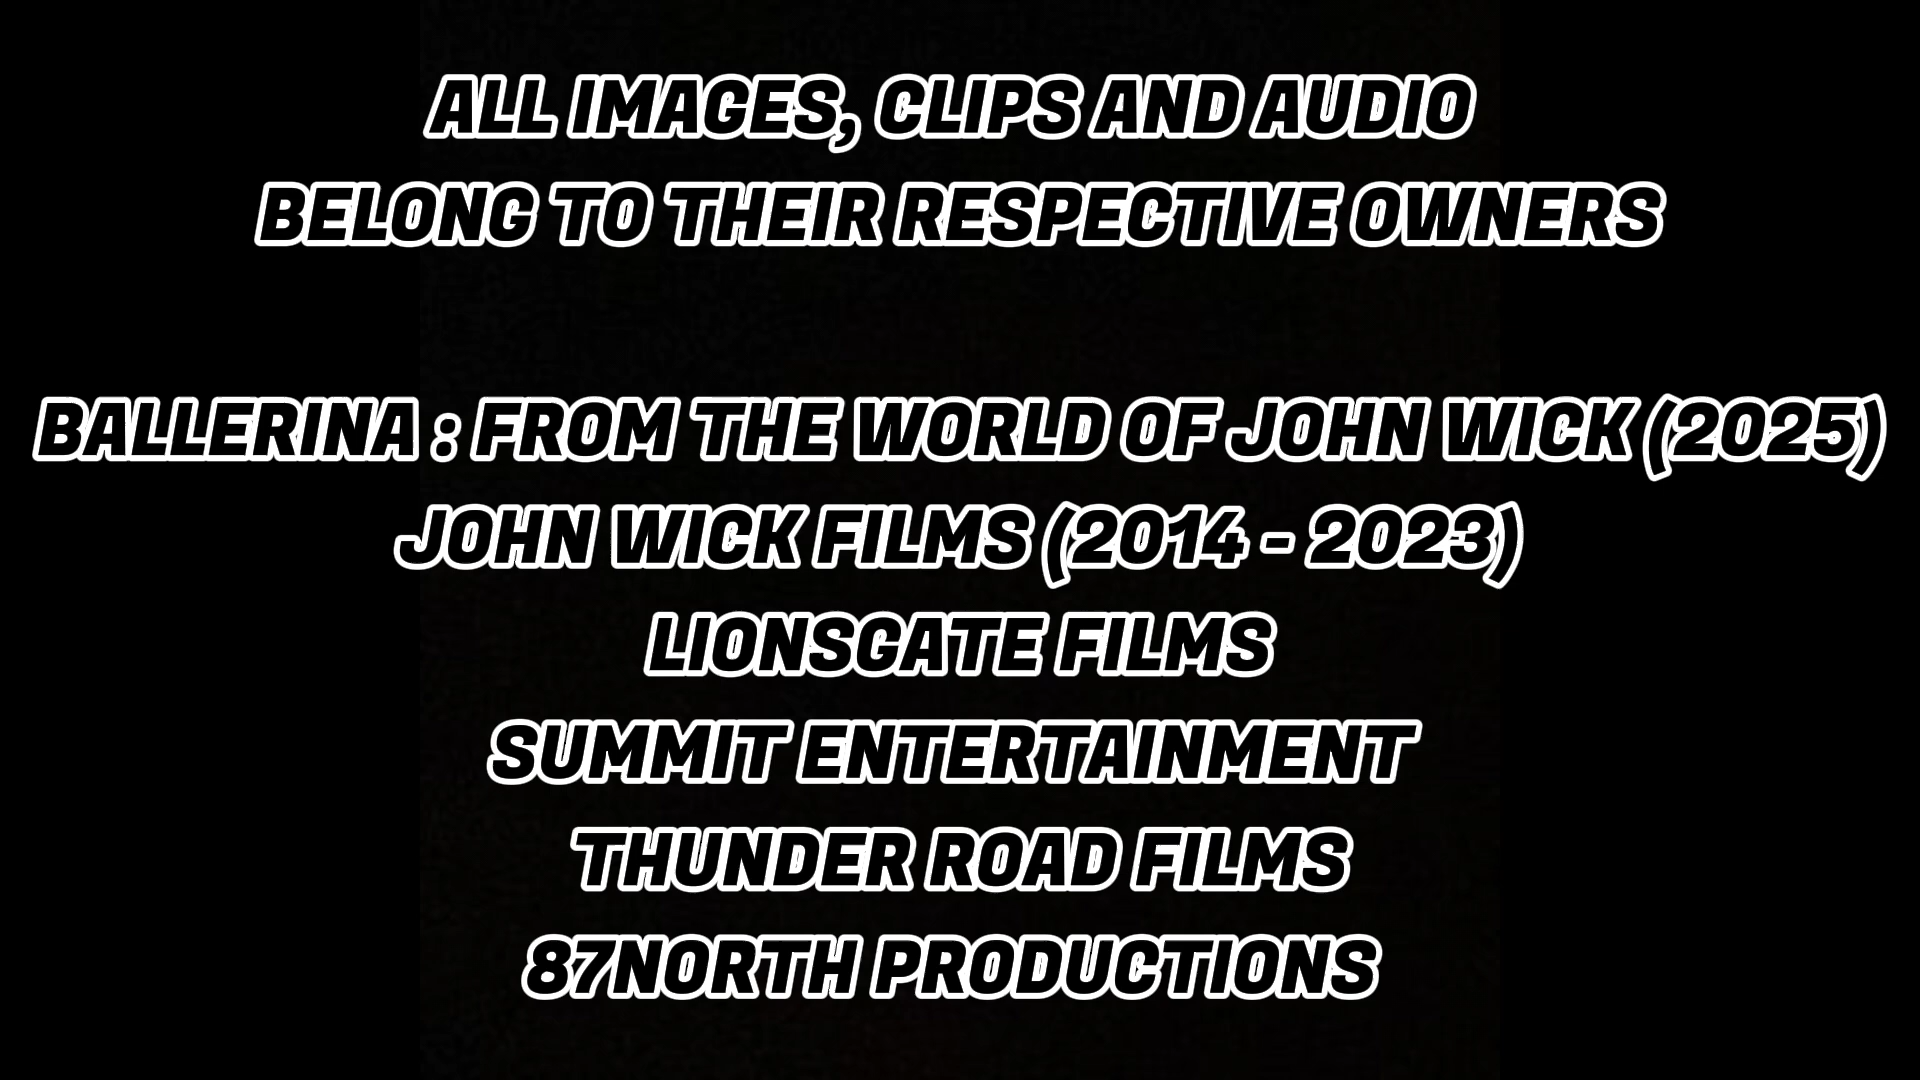 ALL IMAGES, CLIPS AND AUDIO
BELONG TO THEIR RESPECTIVE OWNERS
BALLERINA : FROM THE WORLD OF JOHN WICK (2025)
JOHN WICK FILMS (2014 - 2023)
LIONSGATE FILMS
SUMMIT ENTERTAINMENT
THUNDER ROAD FILMS
87NORTH PRODUCTIONS